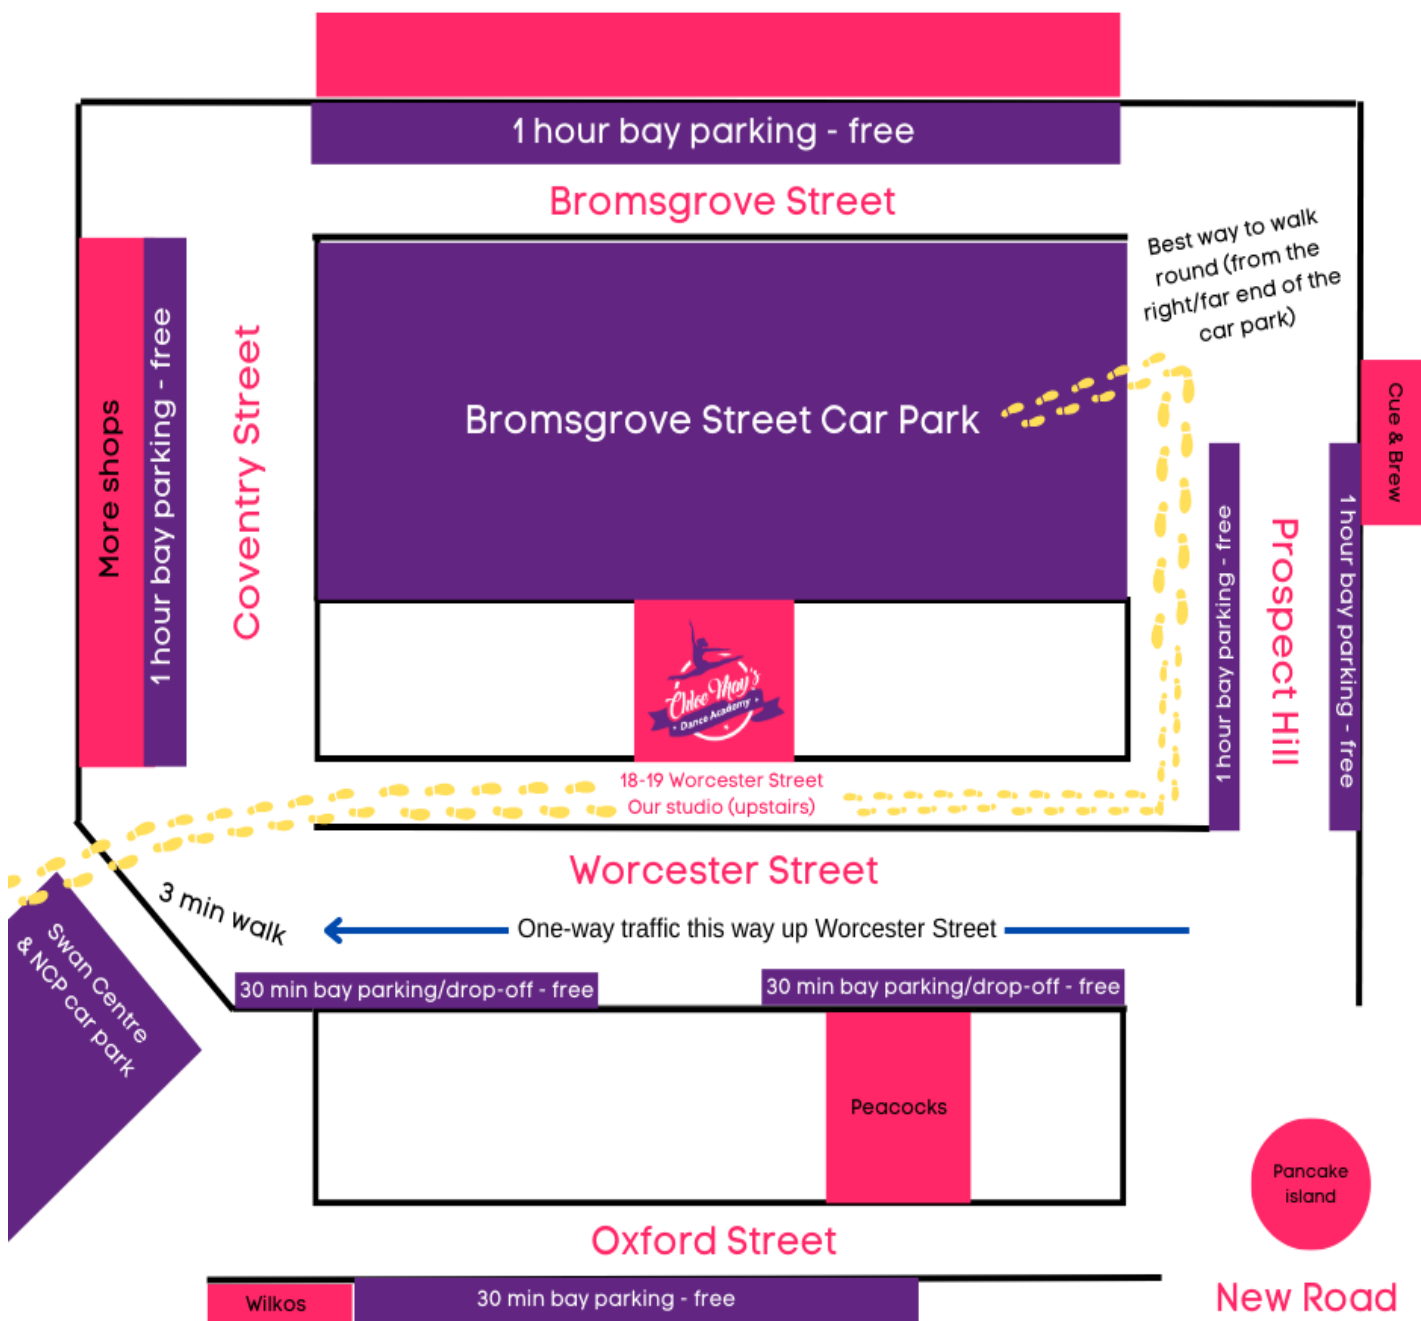 1 hour bay parking - free
Bromsgrove Street
Best way to walk
round (from the
right/far end of the
car park)
Bromsgrove Street Car Park
More shops
1 hour bay parking - free
Coventry Street
Cue & Brew
1 hour bay parking - free
Prospect Hill
1 hour bay parking - free
Chloe May's
Dance Academy
18-19 Worcester Street
Our studio (upstairs)
Worcester Street
3 min walk
One-way traffic this way up Worcester Street
Swan Centre
& NCP car park
30 min bay parking/drop-off - free
30 min bay parking/drop-off - free
Peacocks
Pancake
island
Oxford Street
New Road
Wilkos
30 min bay parking - free